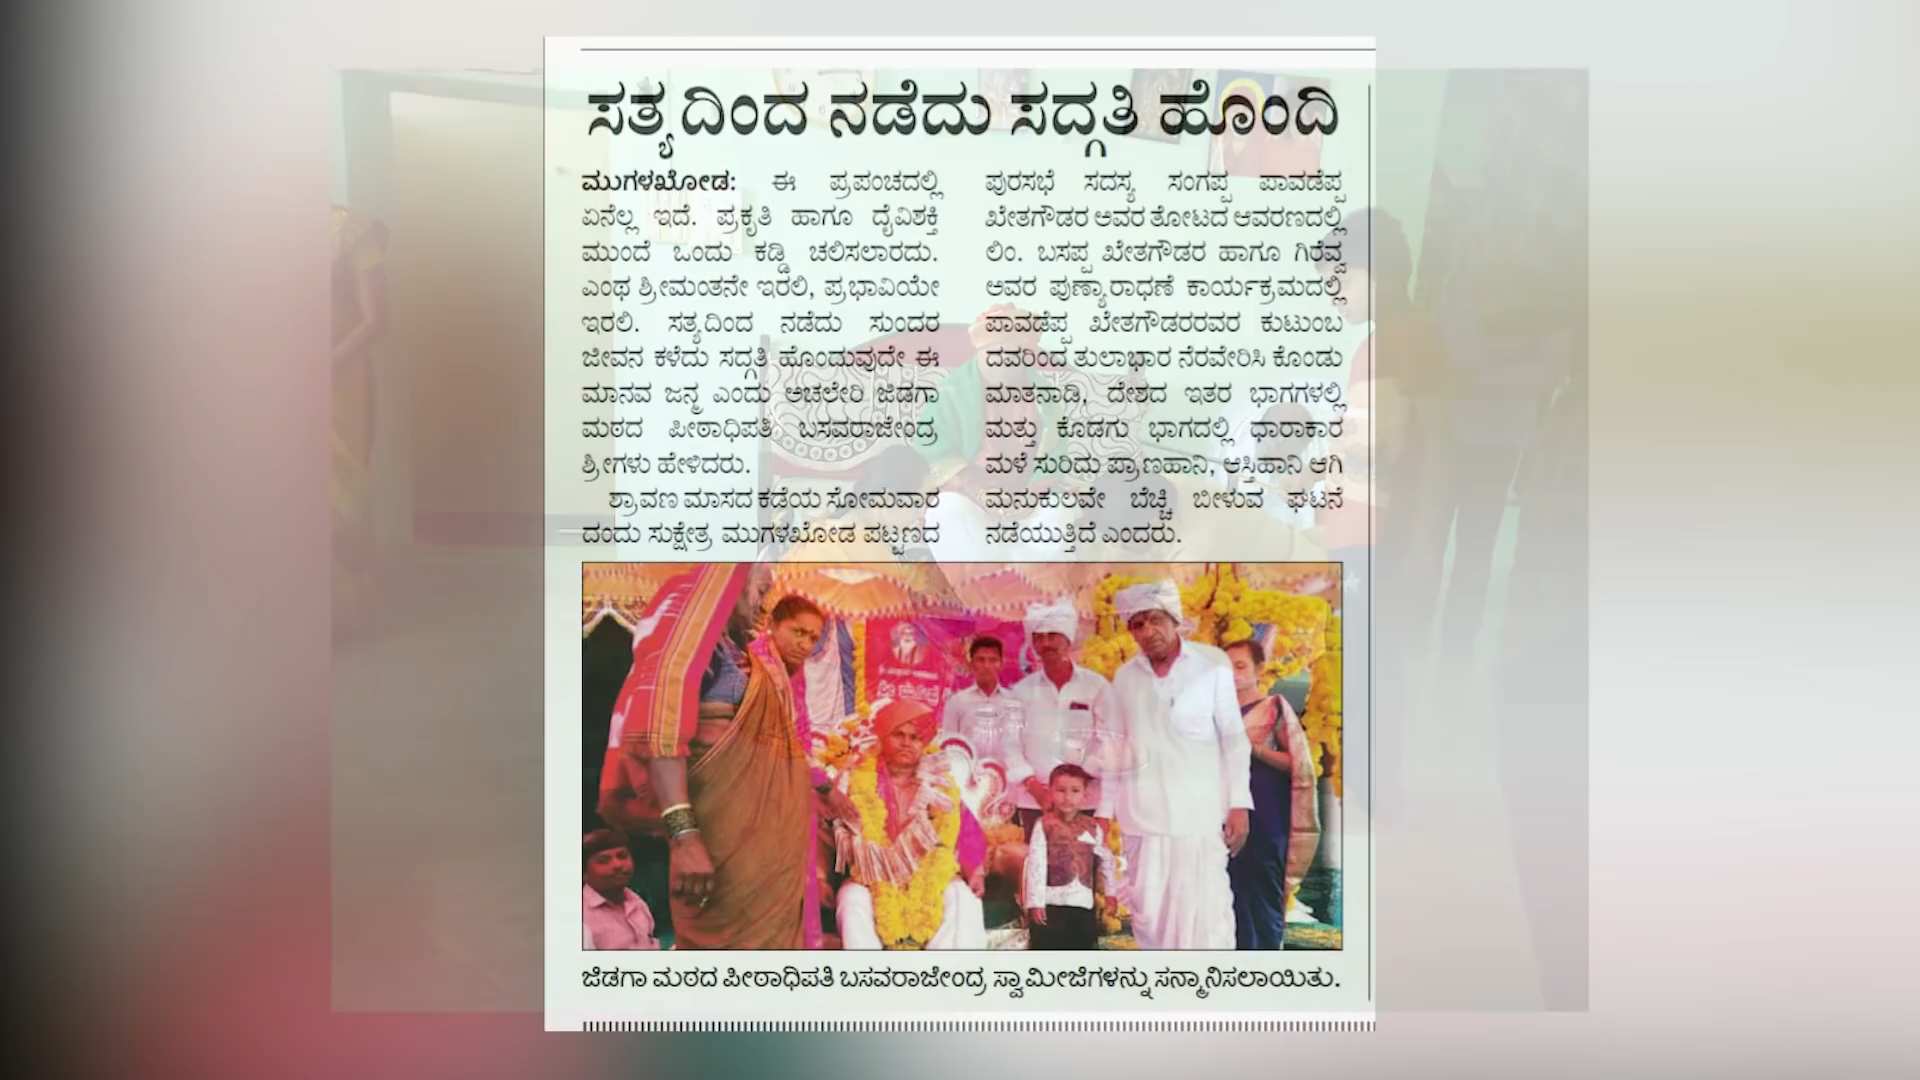 ಸತ್ಯದಿಂದ ನಡೆದು ಸದ್ಗತಿ ಹೊಂದಿ
ಮುಗಳಖೋಡ: ಈ ಪ್ರಪಂಚದಲ್ಲಿ
ಏನೆಲ್ಲ ಇದೆ. ಪ್ರಕೃತಿ ಹಾಗೂ ದೈವಿಶಕ್ತಿ
ಮುಂದೆ ಒಂದು ಕಡ್ಡಿ ಚಲಿಸಲಾರದು.
ಎಂಥ ಶ್ರೀಮಂತನೇ ಇರಲಿ, ಪ್ರಭಾವಿಯೇ
ಇರಲಿ. ಸತ್ಯದಿಂದ ನಡೆದು ಸುಂದರ
ಜೀವನ ಕಳೆದು ಸದ್ಗತಿ ಹೊಂದುವುದೇ ಈ
ಮಾನವ ಜನ್ಮ ಎಂದು ಅಚಲೇರಿ ಜಿಡಗಾ
ಮಠದ ಪೀಠಾಧಿಪತಿ ಬಸವರಾಜೇಂದ್ರ
ಶ್ರೀಗಳು ಹೇಳಿದರು.
ಶ್ರಾವಣ ಮಾಸದ ಕಡೆಯ ಸೋಮವಾರ
ದಂದು ಸುಕ್ಷೇತ್ರ ಮುಗಳಖೋಡ ಪಟ್ಟಣದ
ಪುರಸಭೆ ಸದಸ್ಯ ಸಂಗಪ್ಪ ಪಾವಡೆಪ್ಪ
ಖೇತಗೌಡರ ಅವರ ತೋಟದ ಆವರಣದಲ್ಲಿ
ಲಿಂ. ಬಸಪ್ಪ ಖೇತಗೌಡರ ಹಾಗೂ ಗಿರೆವ್ವ
ಅವರ ಪುಣ್ಯಾರಾಧಣೆ ಕಾರ್ಯಕ್ರಮದಲ್ಲಿ
ಪಾವಡೆಪ್ಪ ಖೇತಗೌಡರರವರ ಕುಟುಂಬ
ದವರಿಂದ ತುಲಾಭಾರ ನೆರವೇರಿಸಿ ಕೊಂಡು
ಮಾತನಾಡಿ, ದೇಶದ ಇತರ ಭಾಗಗಳಲ್ಲಿ
ಮತ್ತು ಕೊಡಗು ಭಾಗದಲ್ಲಿ ಧಾರಾಕಾರ
ಮಳೆ ಸುರಿದು ಪ್ರಾಣಹಾನಿ, ಆಸ್ತಿಹಾನಿ ಆಗಿ
ಮನುಕುಲವೇ ಬೆಚ್ಚಿ ಬೀಳುವ ಘಟನೆ
ನಡೆಯುತ್ತಿದೆ ಎಂದರು.
ಜಿಡಗಾ ಮಠದ ಪೀಠಾಧಿಪತಿ ಬಸವರಾಜೇಂದ್ರ ಸ್ವಾಮೀಜಿಗಳನ್ನು ಸನ್ಮಾನಿಸಲಾಯಿತು.